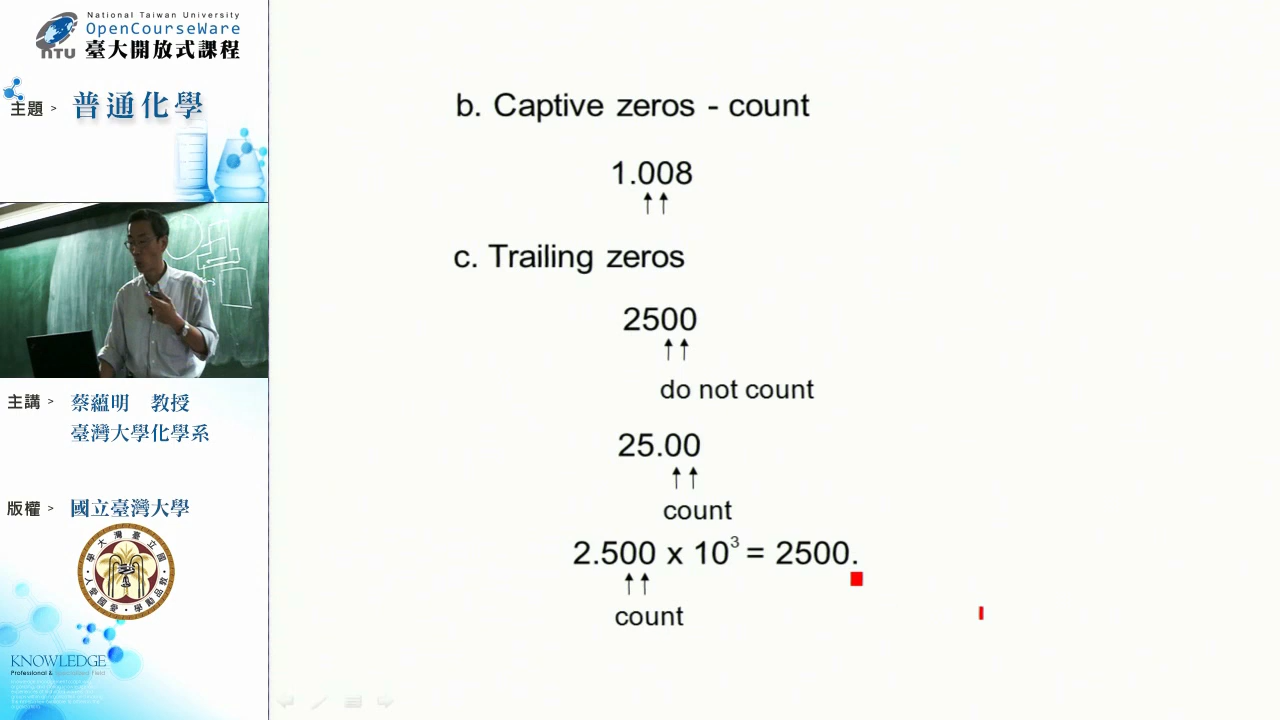 National Taiwan University
OpenCourseWare
NTU 臺大開放式課程
主題 > 普通化學
主講 > 蔡蘊明 教授
臺灣大學化學系
版權 > 國立臺灣大學
KNOWLEDGE
b. Captive zeros - count
1.008
↑↑
c. Trailing zeros
2500
↑↑
do not count
25.00
↑↑
count
2.500 x 10³ = 2500.
↑↑
count